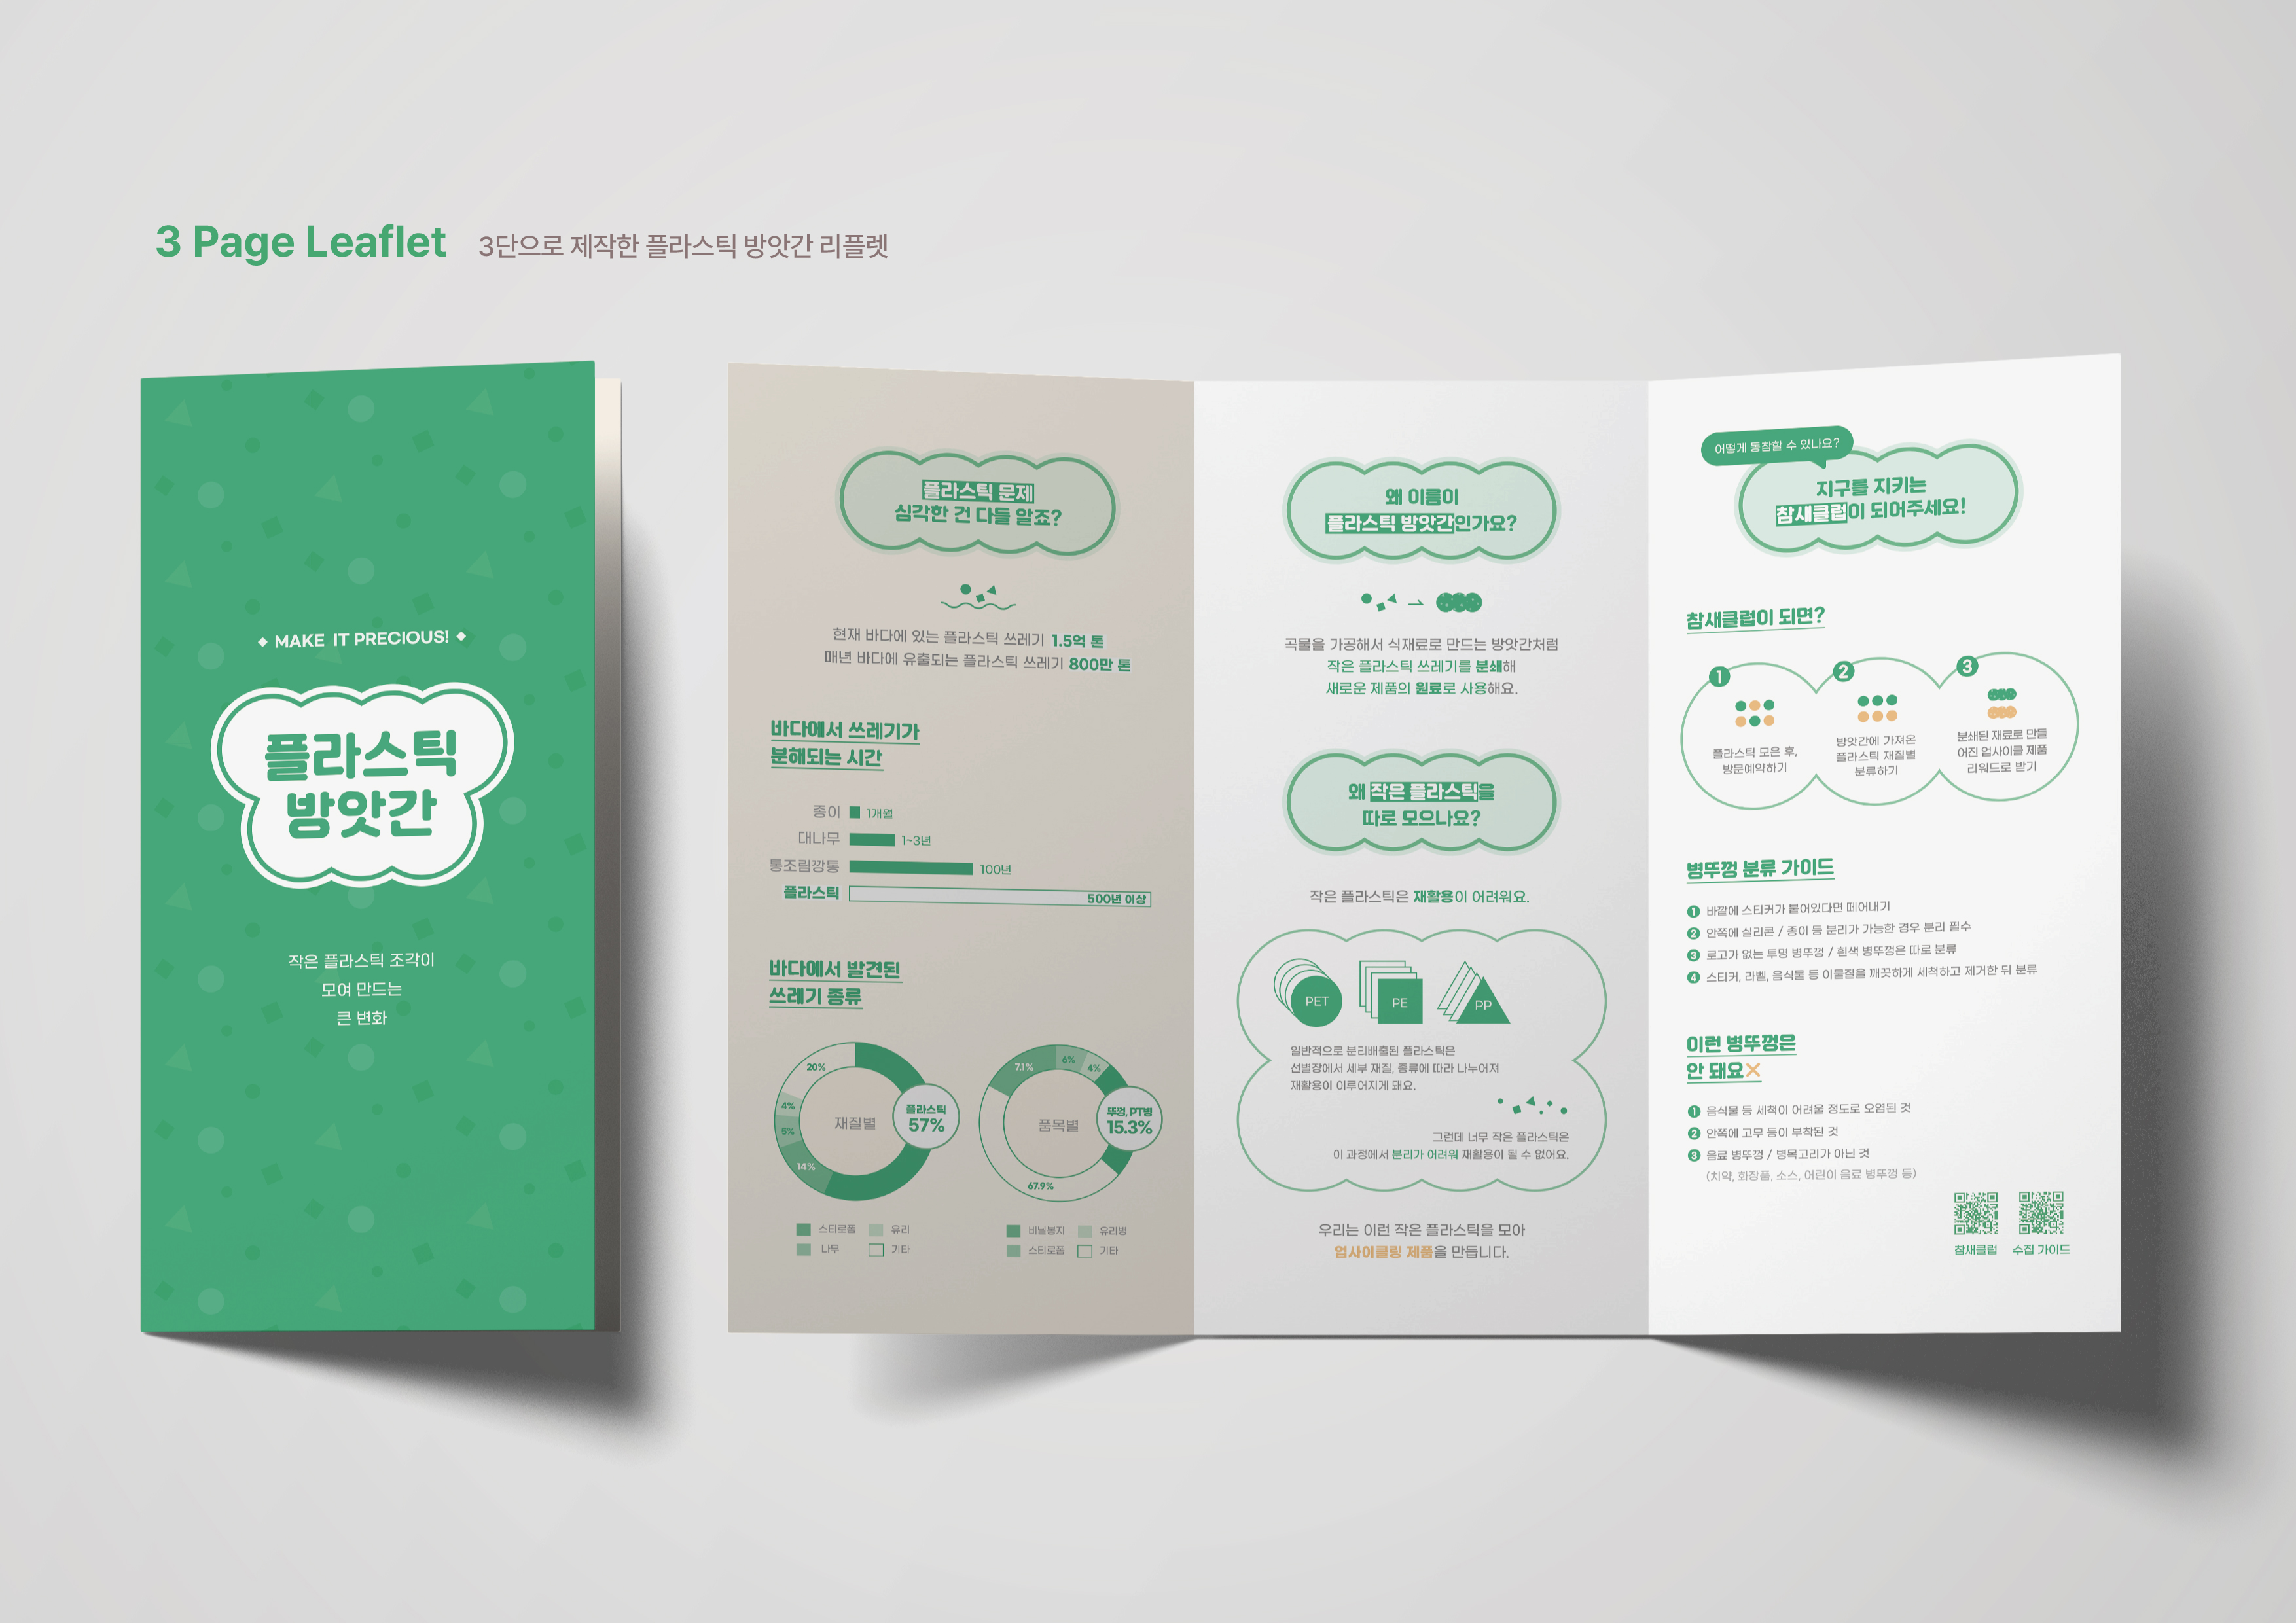 3 Page Leaflet
3단으로 제작한 플라스틱 방앗간 리플렛
MAKE IT PRECIOUS!
플라스틱
방앗간
작은 플라스틱 조각이
모여 만드는
큰 변화
플라스틱 문제
심각한 건 다들 알죠?
현재 바다에 있는 플라스틱 쓰레기 1.5억 톤
매년 바다에 유출되는 플라스틱 쓰레기 800만 톤
바다에서 쓰레기가
분해되는 시간
종이 1개월
대나무 1~3년
통조림깡통 100년
플라스틱 500년 이상
바다에서 발견된
쓰레기 종류
20%
4%
5%
14%
재질별
플라스틱
57%
스티로폼 유리
나무 기타
7.1%
6%
4%
품목별
뚜껑, PT병
15.3%
67.9%
비닐봉지 유리병
스티로폼 기타
왜 이름이
플라스틱 방앗간인가요?
곡물을 가공해서 식재료로 만드는 방앗간처럼
작은 플라스틱 쓰레기를 분쇄해
새로운 제품의 원료로 사용해요.
왜 작은 플라스틱을
따로 모으나요?
작은 플라스틱은 재활용이 어려워요.
PET PE PP
일반적으로 분리배출된 플라스틱은
선별장에서 세부 재질, 종류에 따라 나누어져
재활용이 이루어지게 돼요.
그런데 너무 작은 플라스틱은
이 과정에서 분리가 어려워 재활용이 될 수 없어요.
우리는 이런 작은 플라스틱을 모아
업사이클링 제품을 만듭니다.
어떻게 동참할 수 있나요?
지구를 지키는
참새클럽이 되어주세요!
참새클럽이 되면?
1
플라스틱 모은 후,
방문예약하기
2
방앗간에 가져온
플라스틱 재질별
분류하기
3
분쇄된 재료로 만들
어진 업사이클 제품
리워드로 받기
병뚜껑 분류 가이드
1 바깥에 스티커가 붙어있다면 떼어내기
2 안쪽에 실리콘 / 종이 등 분리가 가능한 경우 분리 필수
3 로고가 없는 투명 병뚜껑 / 흰색 병뚜껑은 따로 분류
4 스티커, 라벨, 음식물 등 이물질을 깨끗하게 세척하고 제거한 뒤 분류
이런 병뚜껑은
안 돼요
1 음식물 등 세척이 어려울 정도로 오염된 것
2 안쪽에 고무 등이 부착된 것
3 음료 병뚜껑 / 병목고리가 아닌 것
(치약, 화장품, 소스, 어린이 음료 병뚜껑 등)
참새클럽 수집 가이드